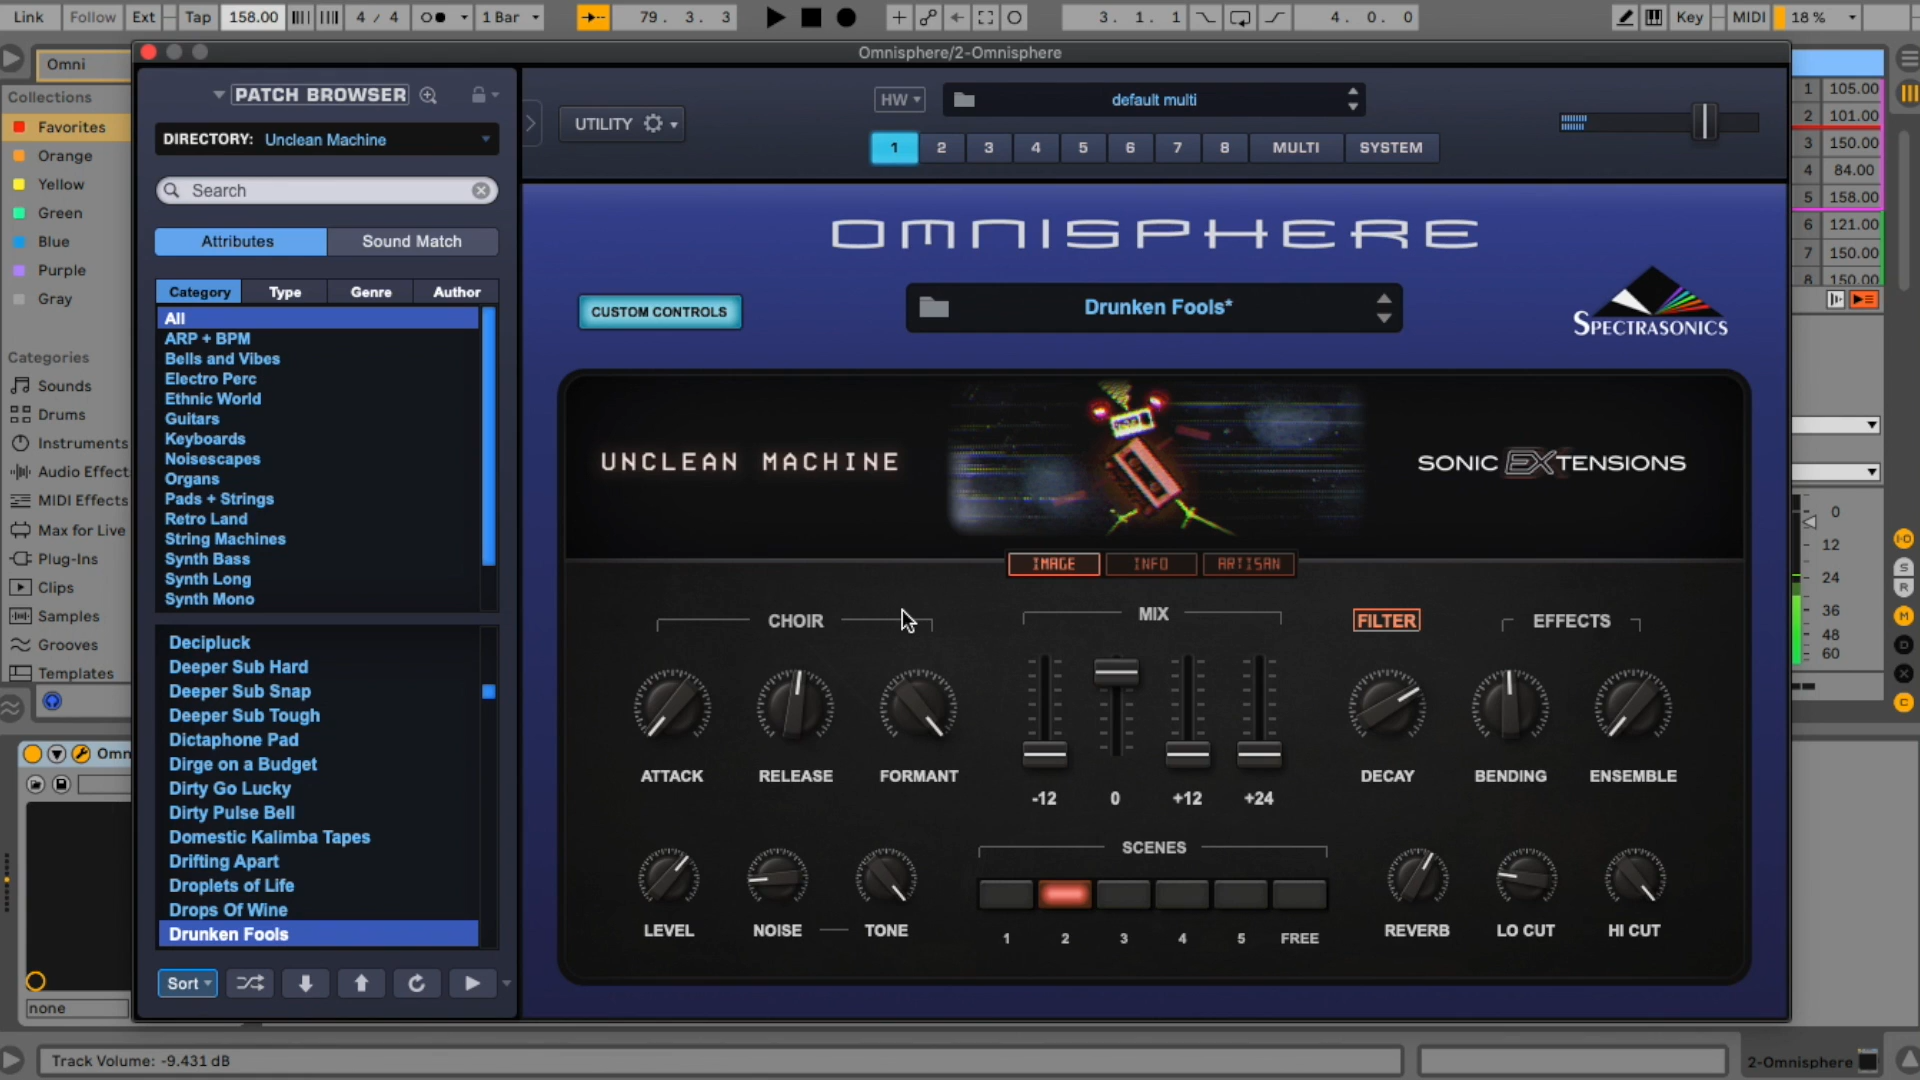 Link Follow Ext Tap 158.00 4 / 4 1 Bar 79. 3. 3 3. 1. 1 4. 0. 0 Key MIDI 18 %
Omnisphere/2-Omnisphere
Omni
Collections
Favorites
Orange
Yellow
Green
Blue
Purple
Gray
Categories
Sounds
Drums
Instruments
Audio Effect
MIDI Effects
Max for Live
Plug-Ins
Clips
Samples
Grooves
Templates
PATCH BROWSER
DIRECTORY: Unclean Machine
Search
Attributes Sound Match
Category Type Genre Author
All
ARP + BPM
Bells and Vibes
Electro Perc
Ethnic World
Guitars
Keyboards
Noisescapes
Organs
Pads + Strings
Retro Land
String Machines
Synth Bass
Synth Long
Synth Mono
Decipluck
Deeper Sub Hard
Deeper Sub Snap
Deeper Sub Tough
Dictaphone Pad
Dirge on a Budget
Dirty Go Lucky
Dirty Pulse Bell
Domestic Kalimba Tapes
Drifting Apart
Droplets of Life
Drops Of Wine
Drunken Fools
Sort
UTILITY
HW
default multi
1 2 3 4 5 6 7 8 MULTI SYSTEM
OMNISPHERE
CUSTOM CONTROLS
Drunken Fools*
SPECTRASONICS
UNCLEAN MACHINE
SONIC EXTENSIONS
IMAGE INFO ARTISAN
CHOIR MIX FILTER EFFECTS
ATTACK RELEASE FORMANT
-12 0 +12 +24
DECAY BENDING ENSEMBLE
SCENES
LEVEL NOISE TONE
1 2 3 4 5 FREE
REVERB LO CUT HI CUT
1 105.00
2 101.00
3 150.00
4 84.00
5 158.00
6 121.00
7 150.00
8 150.00
0
12
24
36
48
60
I·O
S
R
M
D
X
C
Omn
none
Track Volume: -9.431 dB
2-Omnisphere